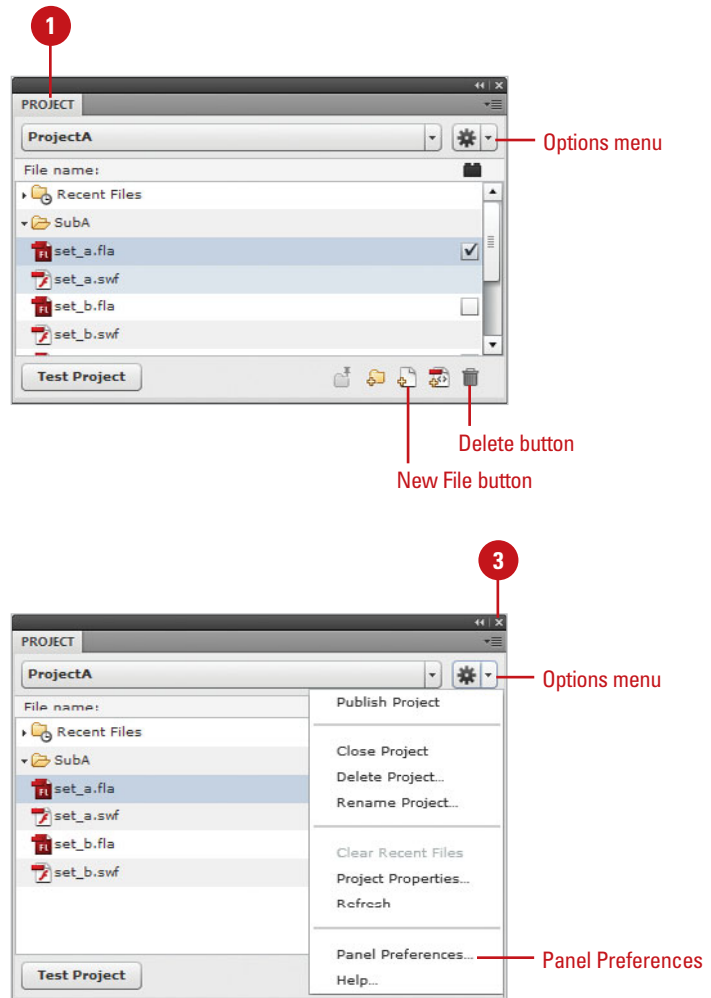 1
PROJECT
ProjectA
Options menu
File name:
Recent Files
SubA
set_a.fla
set_a.swf
set_b.fla
set_b.swf
Test Project
Delete button
New File button
3
PROJECT
ProjectA
Options menu
File name:
Publish Project
Recent Files
Close Project
SubA
Delete Project...
set_a.fla
Rename Project...
set_a.swf
set_b.fla
Clear Recent Files
set_b.swf
Project Properties...
Refresh
Panel Preferences...
Panel Preferences
Test Project
Help...